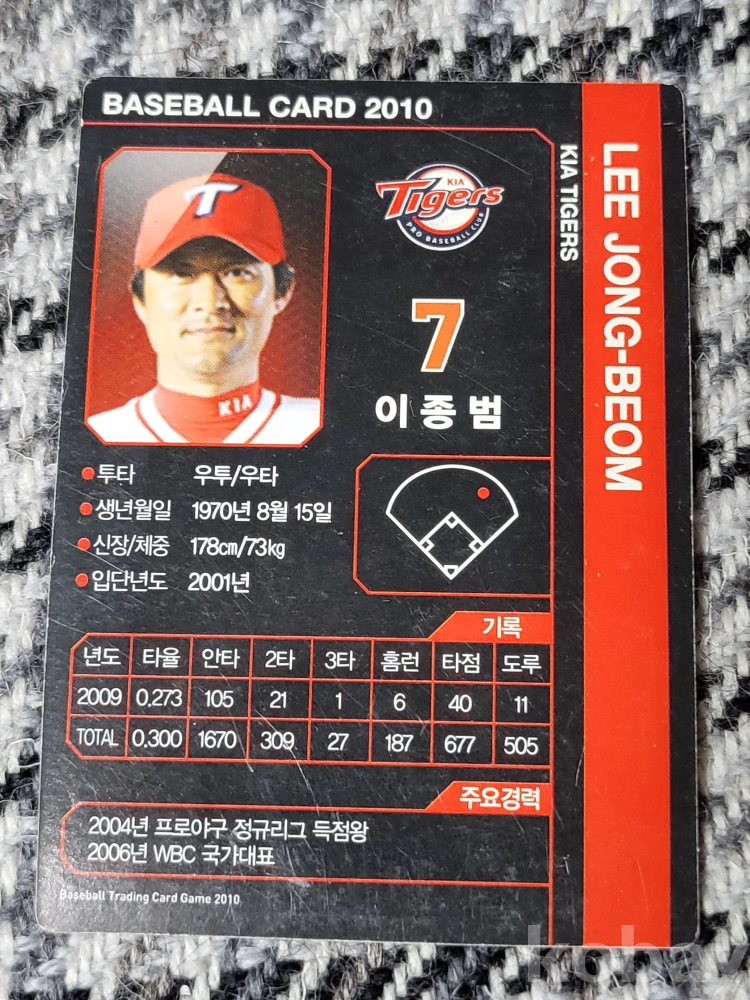 BASEBALL CARD 2010
LEE JONG-BEOM
KIA TIGERS
T
KIA
Tigers
PRO BASEBALL CLUB
KIA
7
이종범
투타 우투/우타
생년월일 1970년 8월 15일
신장/체중 178cm/73kg
입단년도 2001년
기록
년도 타율 안타 2타 3타 홈런 타점 도루
2009 0.273 105 21 1 6 40 11
TOTAL 0.300 1670 309 27 187 677 505
주요경력
2004년 프로야구 정규리그 득점왕
2006년 WBC 국가대표
Baseball Trading Card Game 2010